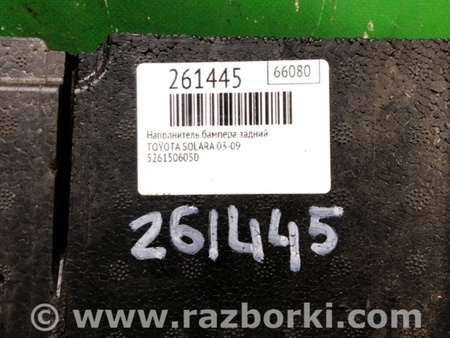 261445
66080
Наполнитель бампера задний
TOYOTA SOLARA 03-09
5261506050
261445
www.razborki.com